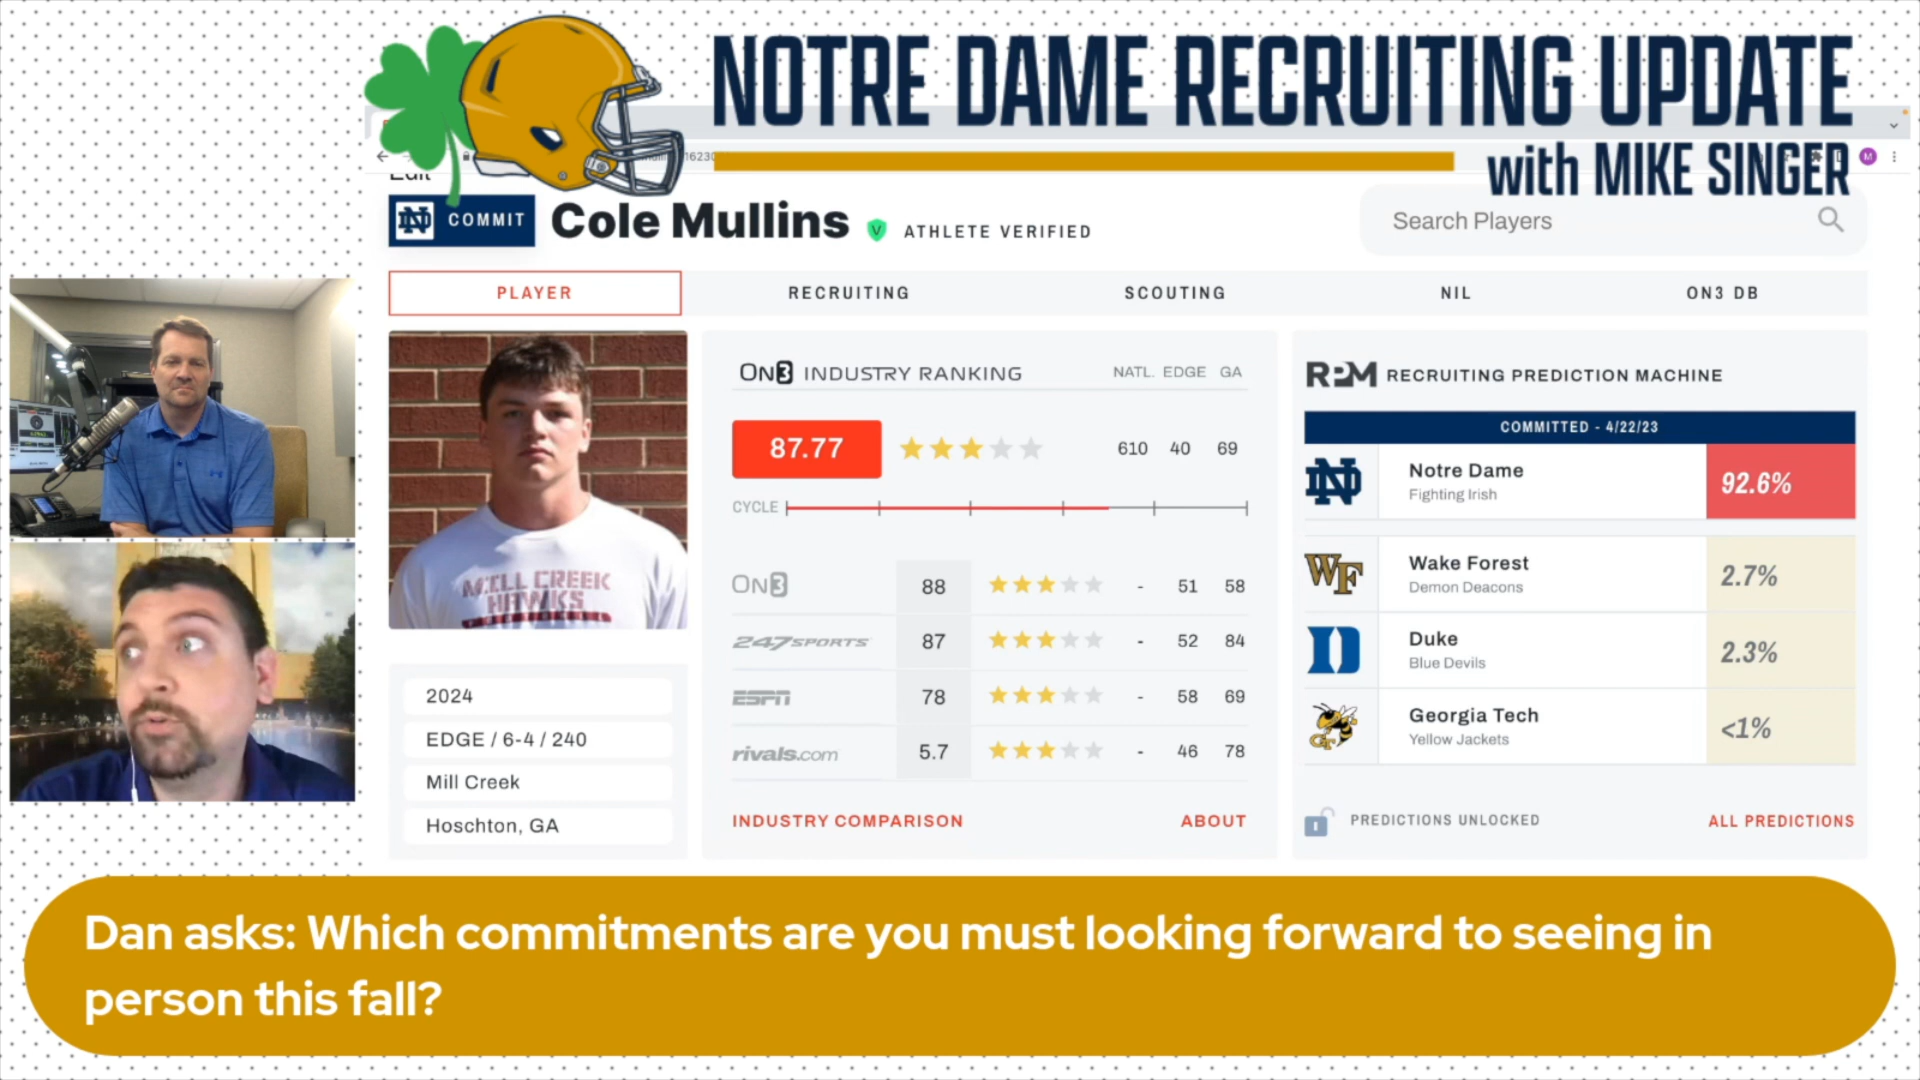 NOTRE DAME RECRUITING UPDATE
with MIKE SINGER
Edit
COMMIT
Cole Mullins
ATHLETE VERIFIED
Search Players
PLAYER RECRUITING SCOUTING NIL ON3 DB
MILL CREEK
HAWKS
2024
EDGE / 6-4 / 240
Mill Creek
Hoschton, GA
ON3 INDUSTRY RANKING NATL. EDGE GA
87.77 610 40 69
CYCLE
ON3 88 - 51 58
247SPORTS 87 - 52 84
ESPN 78 - 58 69
rivals.com 5.7 - 46 78
INDUSTRY COMPARISON ABOUT
RPM RECRUITING PREDICTION MACHINE
COMMITTED - 4/22/23
Notre Dame
Fighting Irish
92.6%
WF
Wake Forest
Demon Deacons
2.7%
D
Duke
Blue Devils
2.3%
GT
Georgia Tech
Yellow Jackets
<1%
PREDICTIONS UNLOCKED ALL PREDICTIONS
Dan asks: Which commitments are you must looking forward to seeing in
person this fall?